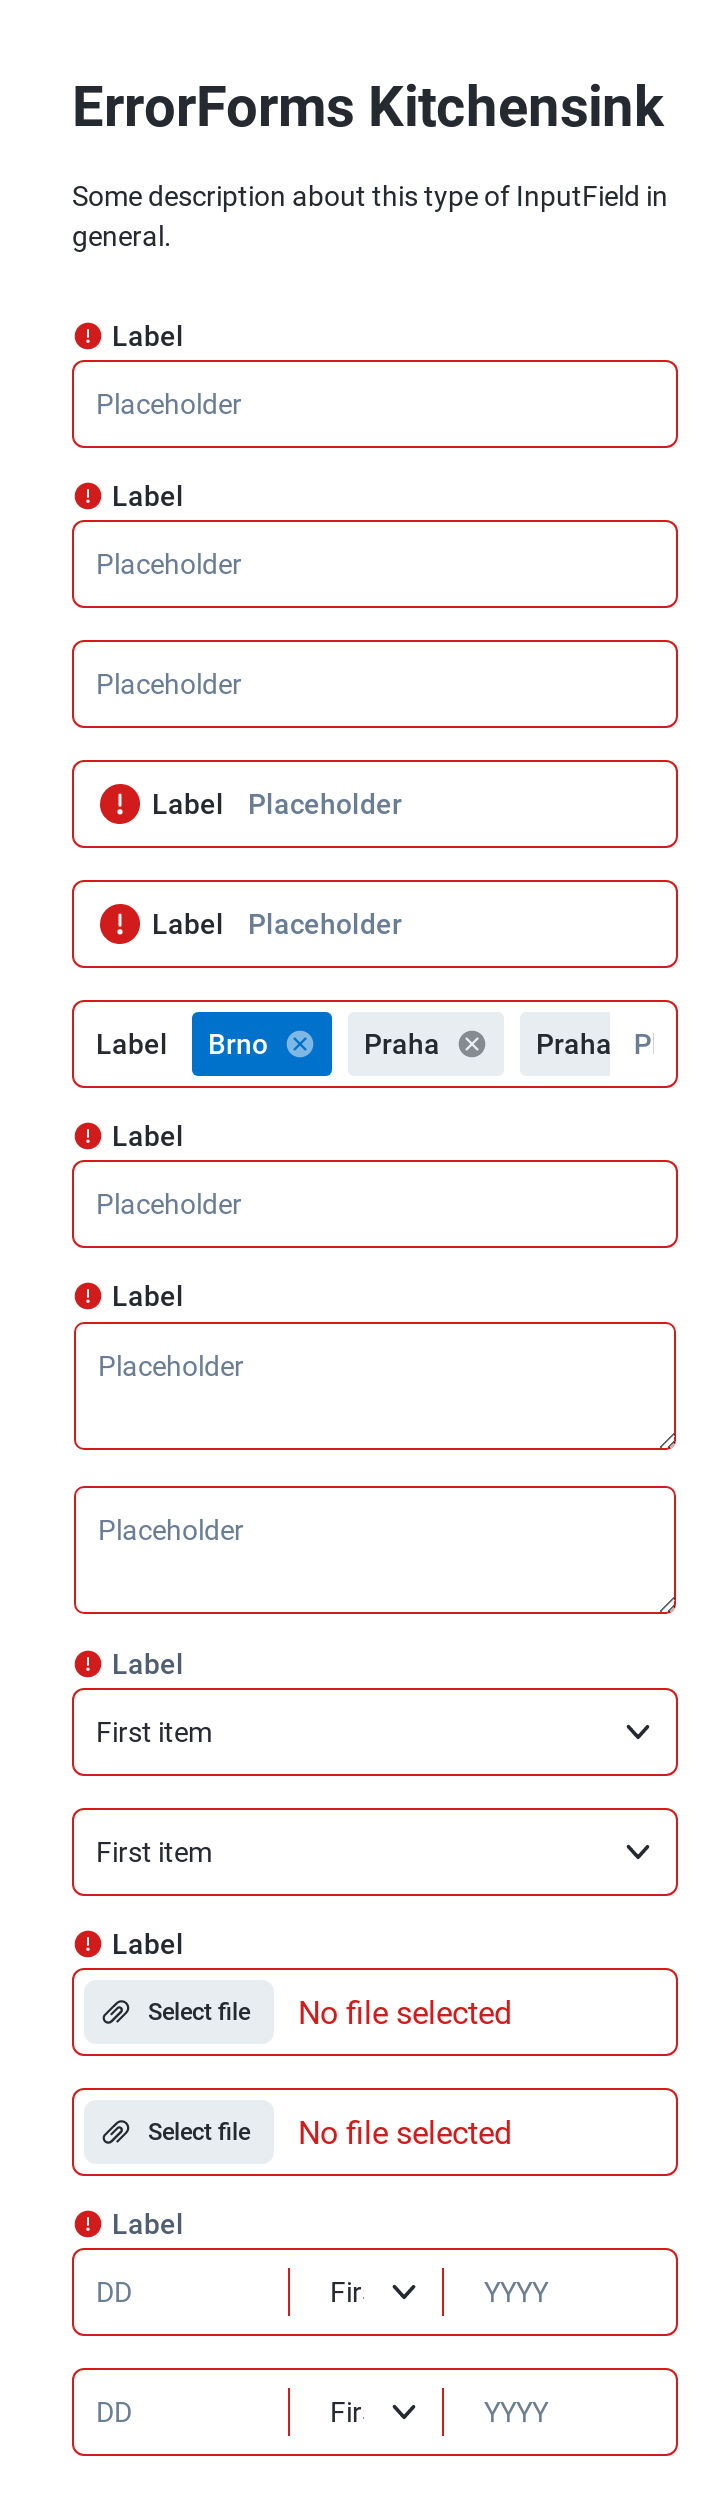 ErrorForms Kitchensink
Some description about this type of InputField in
general.
Label
Placeholder
Label
Placeholder
Placeholder
Label Placeholder
Label Placeholder
Label Brno Praha Praha Pl
Label
Placeholder
Label
Placeholder
Placeholder
Label
First item
First item
Label
Select file No file selected
Select file No file selected
Label
DD Fir YYYY
DD Fir YYYY